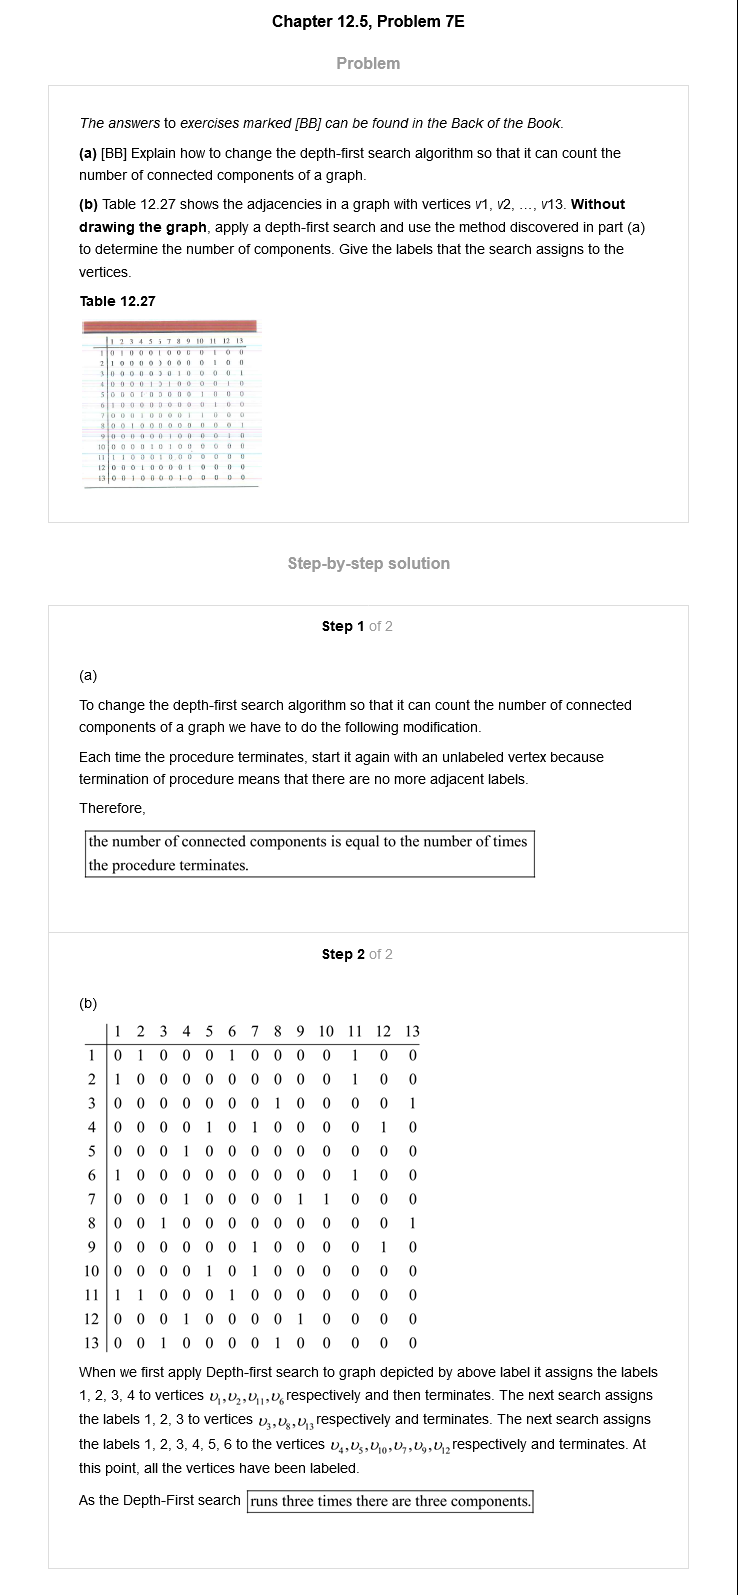 Chapter 12.5, Problem 7E
Problem
The answers to exercises marked [BB] can be found in the Back of the Book.
(a) [BB] Explain how to change the depth-first search algorithm so that it can count the
number of connected components of a graph.
(b) Table 12.27 shows the adjacencies in a graph with vertices v1, v2, ..., v13. Without
drawing the graph, apply a depth-first search and use the method discovered in part (a)
to determine the number of components. Give the labels that the search assigns to the
vertices.
Table 12.27
Step-by-step solution
Step 1 of 2
(a)
To change the depth-first search algorithm so that it can count the number of connected
components of a graph we have to do the following modification.
Each time the procedure terminates, start it again with an unlabeled vertex because
termination of procedure means that there are no more adjacent labels.
Therefore,
the number of connected components is equal to the number of times
the procedure terminates.
Step 2 of 2
(b)
1 2 3 4 5 6 7 8 9 10 11 12 13
1 0 1 0 0 0 1 0 0 0 0 1 0 0
2 1 0 0 0 0 0 0 0 0 0 1 0 0
3 0 0 0 0 0 0 0 1 0 0 0 0 1
4 0 0 0 0 1 0 1 0 0 0 0 1 0
5 0 0 0 1 0 0 0 0 0 0 0 0 0
6 1 0 0 0 0 0 0 0 0 0 1 0 0
7 0 0 0 1 0 0 0 0 1 1 0 0 0
8 0 0 1 0 0 0 0 0 0 0 0 0 1
9 0 0 0 0 0 0 1 0 0 0 0 1 0
10 0 0 0 0 1 0 1 0 0 0 0 0 0
11 1 1 0 0 0 1 0 0 0 0 0 0 0
12 0 0 0 1 0 0 0 0 1 0 0 0 0
13 0 0 1 0 0 0 0 1 0 0 0 0 0
When we first apply Depth-first search to graph depicted by above label it assigns the labels
1, 2, 3, 4 to vertices υ₁,υ₂,υ₁₁,υ₆ respectively and then terminates. The next search assigns
the labels 1, 2, 3 to vertices υ₃,υ₈,υ₁₃ respectively and terminates. The next search assigns
the labels 1, 2, 3, 4, 5, 6 to the vertices υ₄,υ₅,υ₁₀,υ₇,υ₉,υ₁₂ respectively and terminates. At
this point, all the vertices have been labeled.
As the Depth-First search runs three times there are three components.